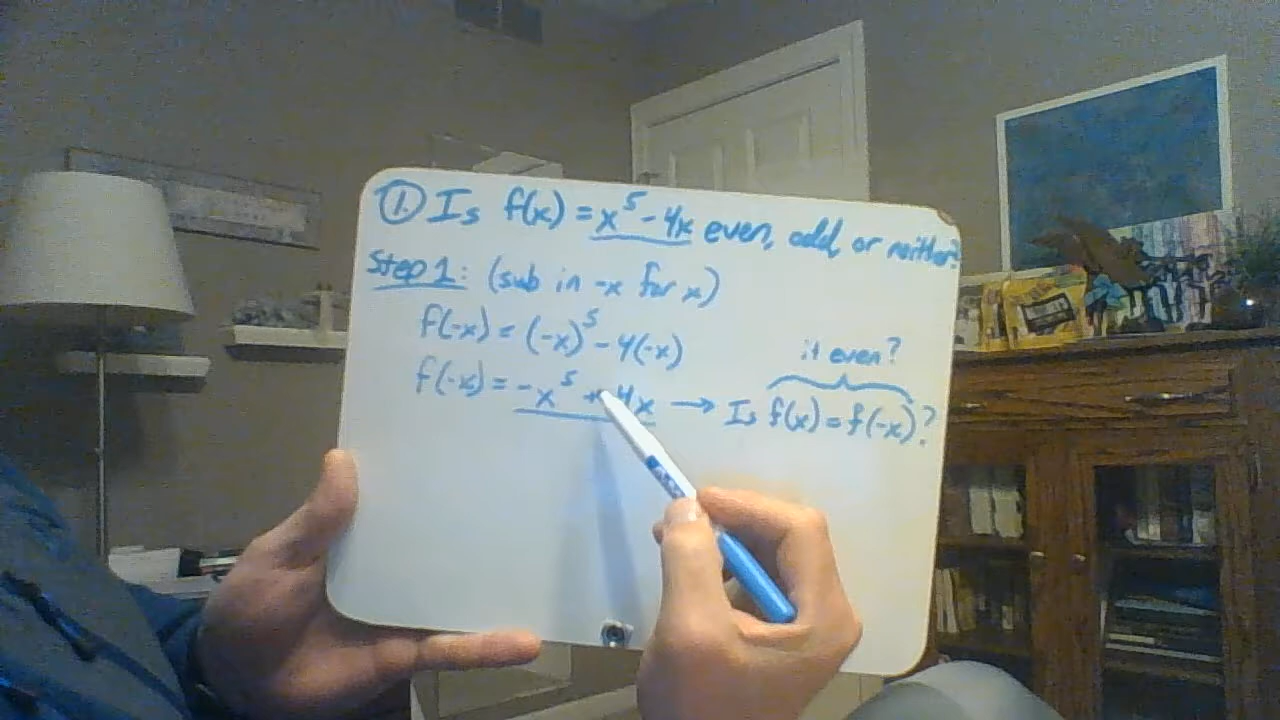 ① Is f(x) = x⁵ - 4x even, odd, or neither?
Step 1: (sub in -x for x)
f(-x) = (-x)⁵ - 4(-x)
it even?
f(-x) = -x⁵ + 4x → Is f(x) = f(-x)?